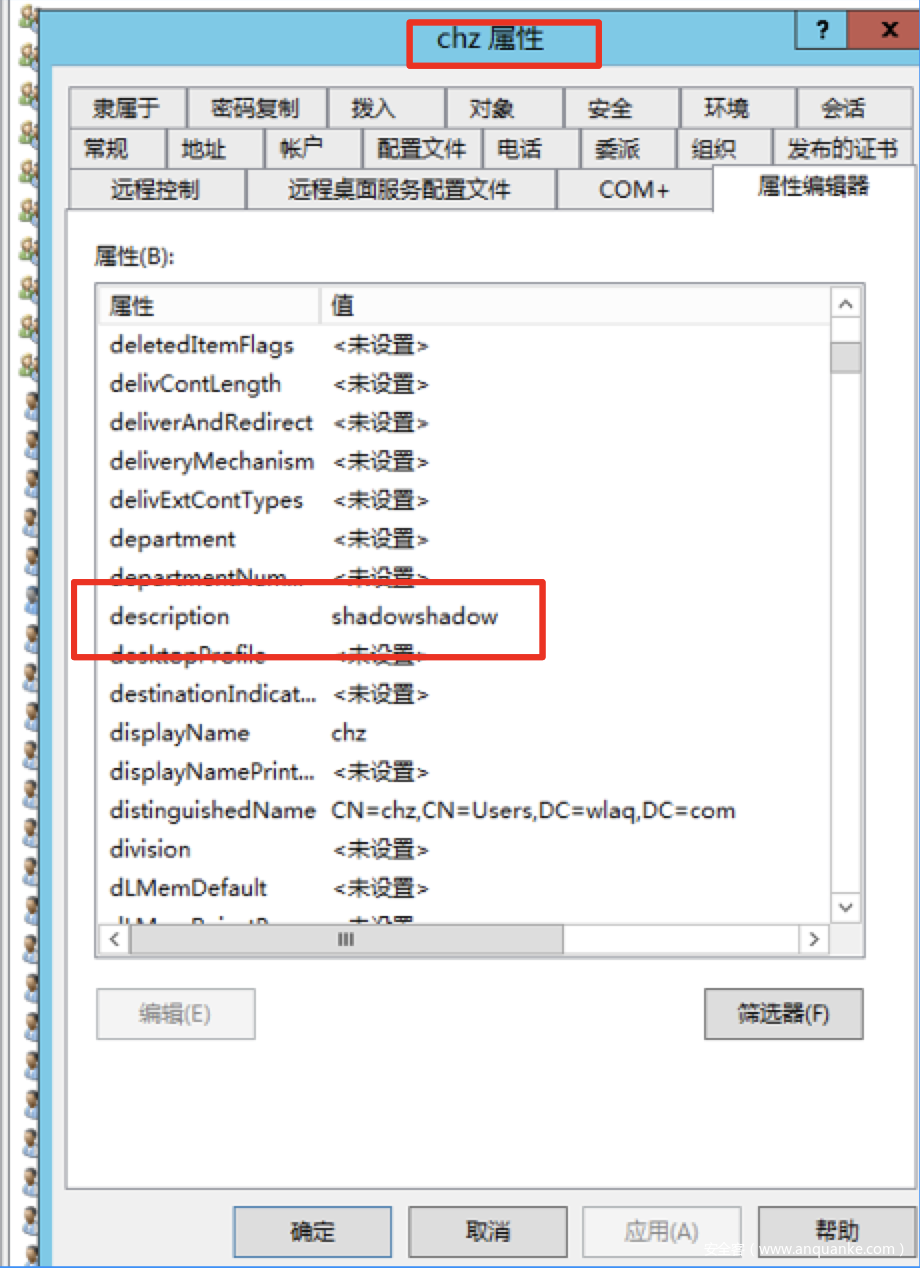 chz 属性
?
x
隶属于 密码复制 拨入 对象 安全 环境 会话
常规 地址 帐户 配置文件 电话 委派 组织 发布的证书
远程控制 远程桌面服务配置文件 COM+ 属性编辑器
属性(B):
属性 值
deletedItemFlags <未设置>
delivContLength <未设置>
deliverAndRedirect <未设置>
deliveryMechanism <未设置>
delivExtContTypes <未设置>
department <未设置>
departmentNum... <未设置>
description shadowshadow
desktopProfile <未设置>
destinationIndicat... <未设置>
displayName chz
displayNamePrint... <未设置>
distinguishedName CN=chz,CN=Users,DC=wlaq,DC=com
division <未设置>
dLMemDefault <未设置>
编辑(E) 筛选器(F)
确定 取消 应用(A) 帮助
安全客（www.anquanke.com）